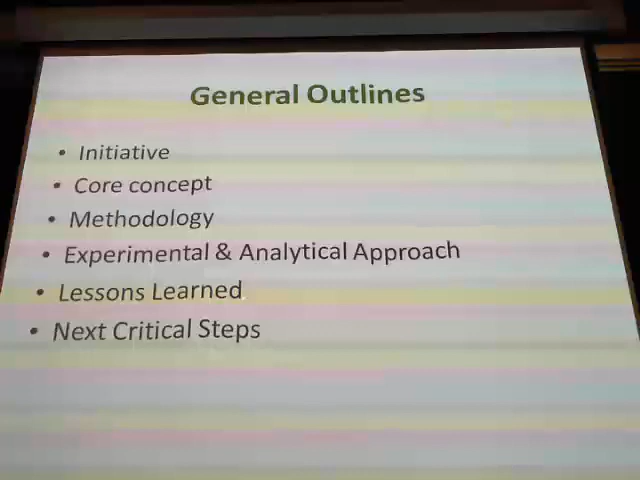 General Outlines
• Initiative
• Core concept
• Methodology
• Experimental & Analytical Approach
• Lessons Learned
• Next Critical Steps